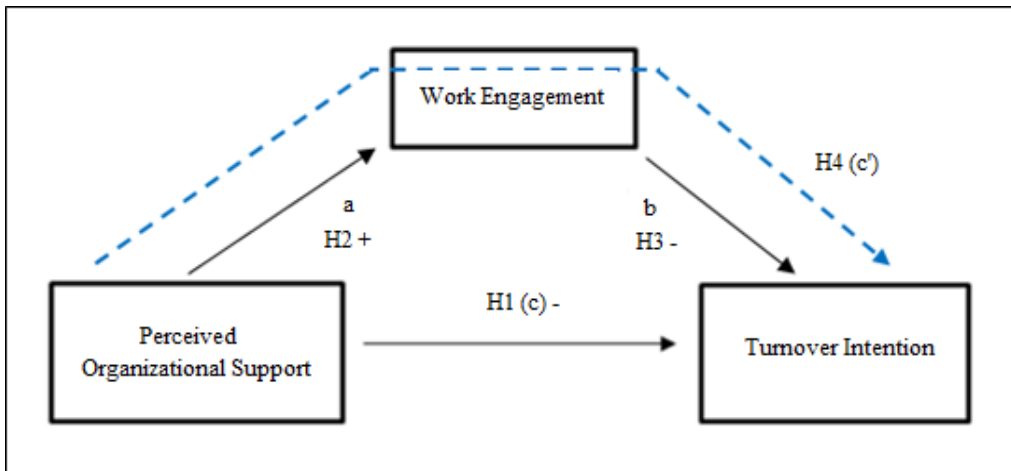 Work Engagement
H4 (c')
a
H2 +
b
H3 -
H1 (c) -
Perceived
Organizational Support
Turnover Intention